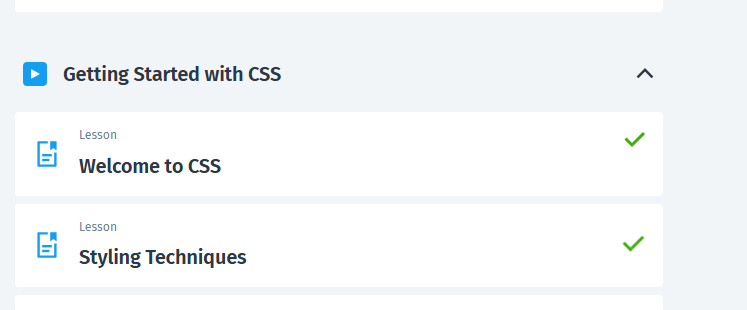 Getting Started with CSS
Lesson
Welcome to CSS
Lesson
Styling Techniques